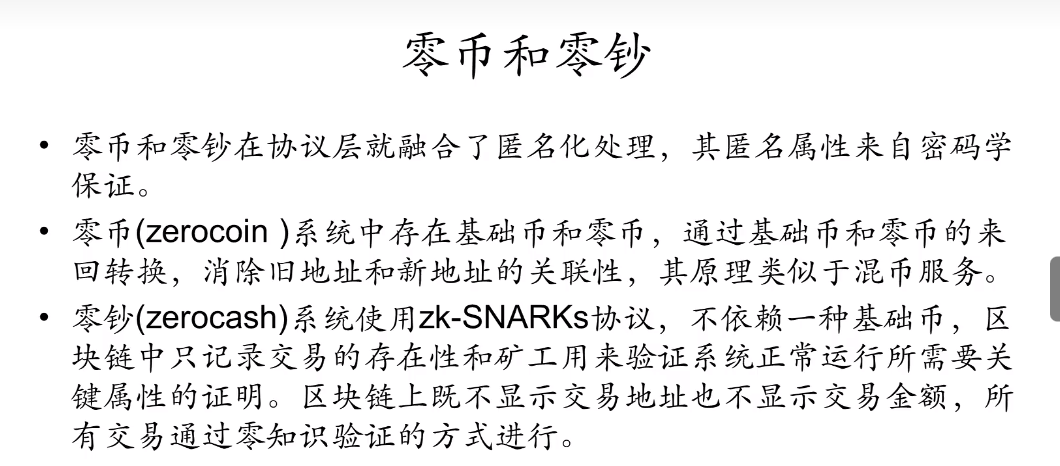 零币和零钞
• 零币和零钞在协议层就融合了匿名化处理，其匿名属性来自密码学
保证。
• 零币(zerocoin )系统中存在基础币和零币，通过基础币和零币的来
回转换，消除旧地址和新地址的关联性，其原理类似于混币服务。
• 零钞(zerocash)系统使用zk-SNARKs协议，不依赖一种基础币，区
块链中只记录交易的存在性和矿工用来验证系统正常运行所需要关
键属性的证明。区块链上既不显示交易地址也不显示交易金额，所
有交易通过零知识验证的方式进行。